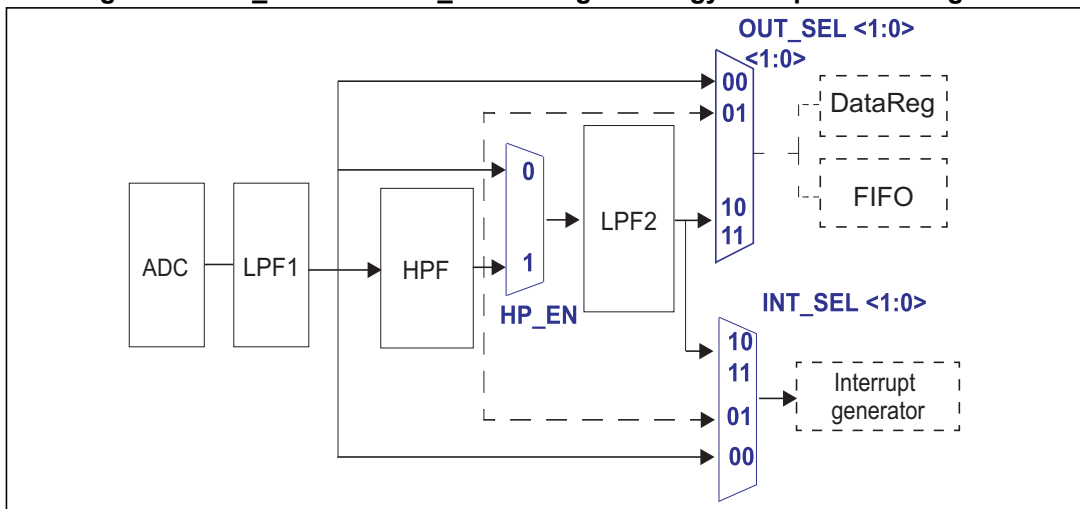 OUT_SEL <1:0>
<1:0>
00
01
DataReg
0
10
FIFO
LPF2
ADC
LPF1
HPF
11
1
HP_EN
INT_SEL <1:0>
10
11
Interrupt
generator
01
00